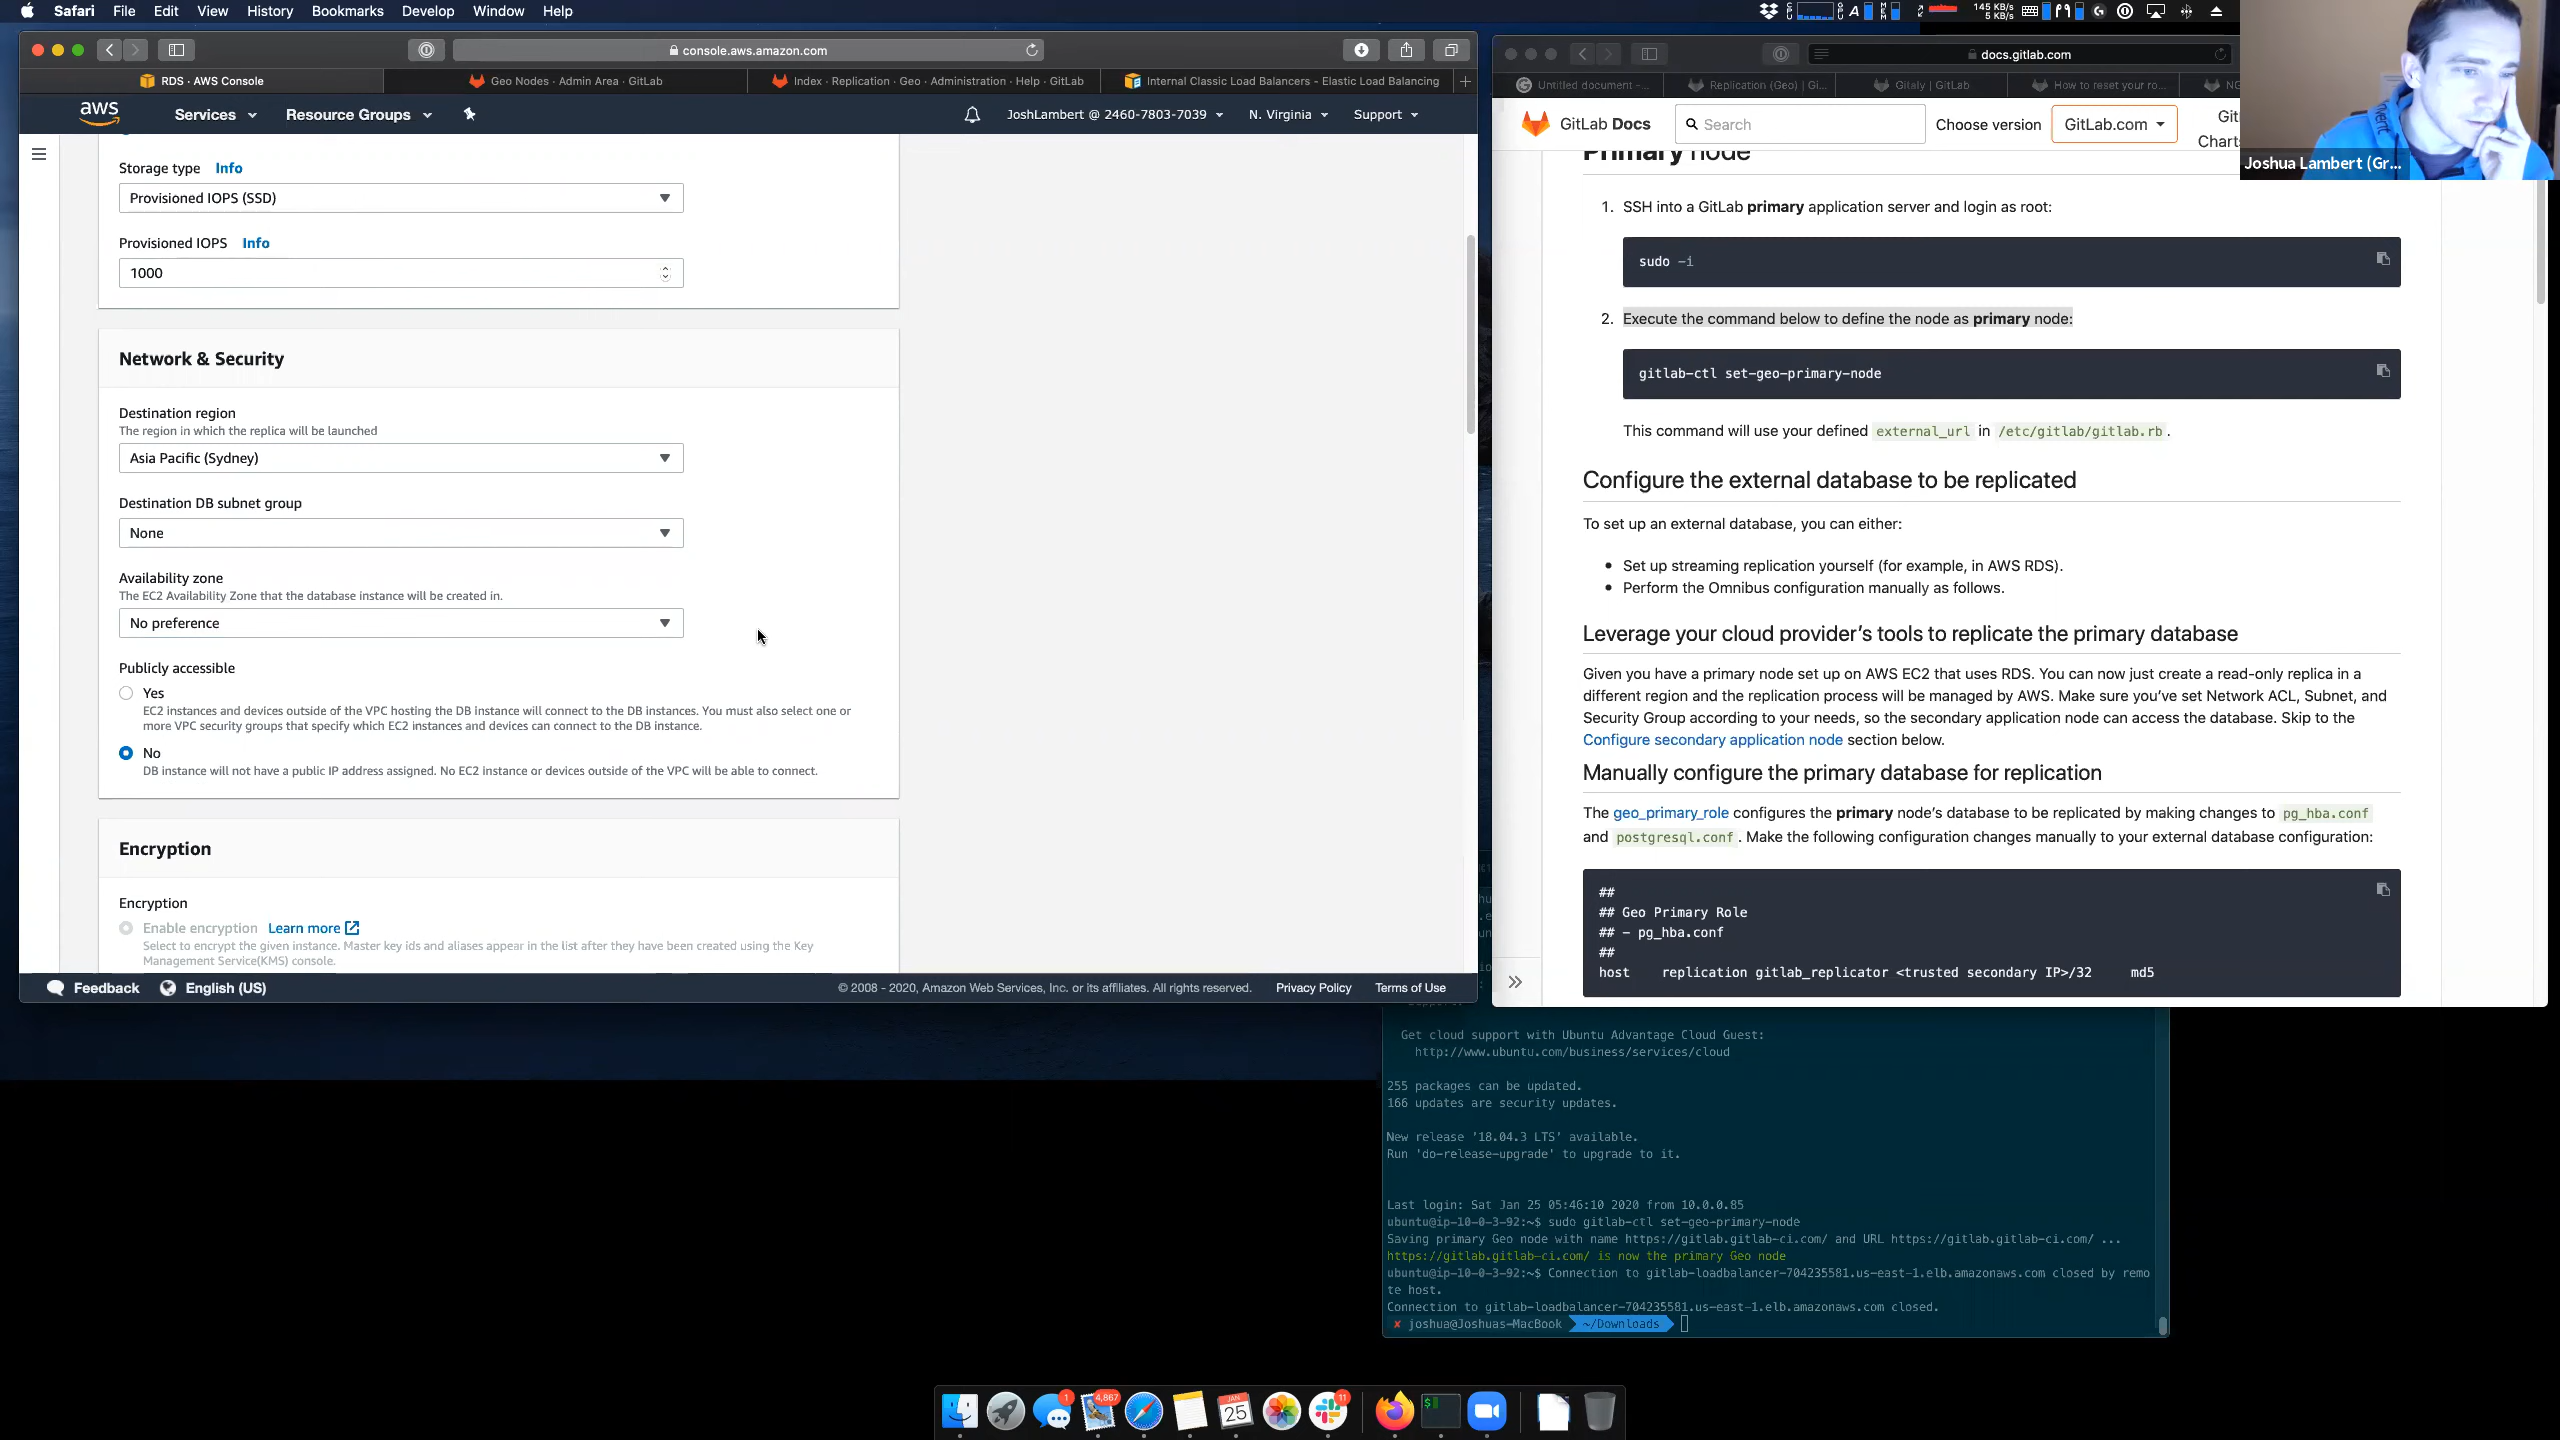 Safari File Edit View History Bookmarks Develop Window Help
145 KB/s
5 KB/s
console.aws.amazon.com
RDS · AWS Console
Geo Nodes · Admin Area · GitLab
Index · Replication · Geo · Administration · Help · GitLab
Internal Classic Load Balancers - Elastic Load Balancing
aws Services Resource Groups JoshLambert @ 2460-7803-7039 N. Virginia Support
Storage type Info
Provisioned IOPS (SSD)
Provisioned IOPS Info
1000
Network & Security
Destination region
The region in which the replica will be launched
Asia Pacific (Sydney)
Destination DB subnet group
None
Availability zone
The EC2 Availability Zone that the database instance will be created in.
No preference
Publicly accessible
Yes
EC2 instances and devices outside of the VPC hosting the DB instance will connect to the DB instances. You must also select one or
more VPC security groups that specify which EC2 instances and devices can connect to the DB instance.
No
DB instance will not have a public IP address assigned. No EC2 instance or devices outside of the VPC will be able to connect.
Encryption
Encryption
Enable encryption Learn more
Select to encrypt the given instance. Master key ids and aliases appear in the list after they have been created using the Key
Management Service(KMS) console.
Feedback English (US) © 2008 - 2020, Amazon Web Services, Inc. or its affiliates. All rights reserved. Privacy Policy Terms of Use
docs.gitlab.com
Untitled document -...
Replication (Geo) | Gi...
Gitaly | GitLab
How to reset your ro...
NG
GitLab Docs Search Choose version GitLab.com
Charts
Joshua Lambert (Gr...
Primary node
1. SSH into a GitLab primary application server and login as root:
sudo -i
2. Execute the command below to define the node as primary node:
gitlab-ctl set-geo-primary-node
This command will use your defined external_url in /etc/gitlab/gitlab.rb .
Configure the external database to be replicated
To set up an external database, you can either:
• Set up streaming replication yourself (for example, in AWS RDS).
• Perform the Omnibus configuration manually as follows.
Leverage your cloud provider's tools to replicate the primary database
Given you have a primary node set up on AWS EC2 that uses RDS. You can now just create a read-only replica in a
different region and the replication process will be managed by AWS. Make sure you've set Network ACL, Subnet, and
Security Group according to your needs, so the secondary application node can access the database. Skip to the
Configure secondary application node section below.
Manually configure the primary database for replication
The geo_primary_role configures the primary node's database to be replicated by making changes to pg_hba.conf
and postgresql.conf . Make the following configuration changes manually to your external database configuration:
##
## Geo Primary Role
## - pg_hba.conf
##
host replication gitlab_replicator <trusted secondary IP>/32 md5
Get cloud support with Ubuntu Advantage Cloud Guest:
http://www.ubuntu.com/business/services/cloud
255 packages can be updated.
166 updates are security updates.
New release '18.04.3 LTS' available.
Run 'do-release-upgrade' to upgrade to it.
Last login: Sat Jan 25 05:46:10 2020 from 10.0.0.85
ubuntu@ip-10-0-3-92:~$ sudo gitlab-ctl set-geo-primary-node
Saving primary Geo node with name https://gitlab.gitlab-ci.com/ and URL https://gitlab.gitlab-ci.com/ ...
https://gitlab.gitlab-ci.com/ is now the primary Geo node
ubuntu@ip-10-0-3-92:~$ Connection to gitlab-loadbalancer-704235581.us-east-1.elb.amazonaws.com closed by remo
te host.
Connection to gitlab-loadbalancer-704235581.us-east-1.elb.amazonaws.com closed.
✘ joshua@Joshuas-MacBook ~/Downloads
1
4,867
JAN
25
11